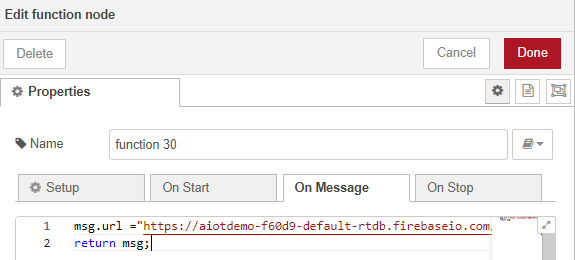 Edit function node
Delete
Cancel
Done
Properties
Name
function 30
Setup
On Start
On Message
On Stop
1 msg.url ="https://aiotdemo-f60d9-default-rtdb.firebaseio.com
2 return msg;